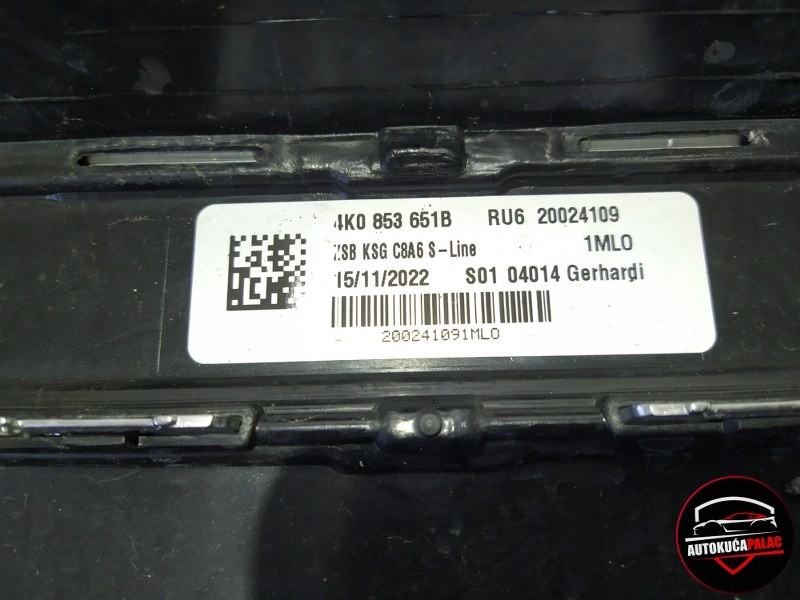 4K0 853 651B RU6 20024109
ZSB KSG C8A6 S-Line 1MLO
15/11/2022 S01 04014 Gerhardi
200241091MLO
AUTOKUĆAPALAC